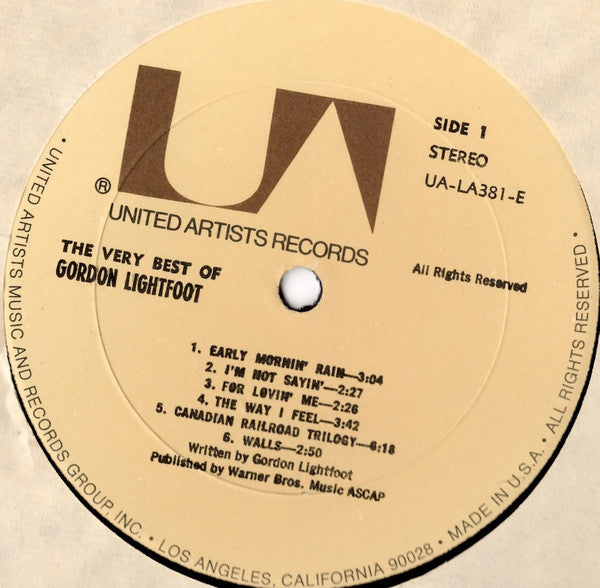 UA
®
UNITED ARTISTS RECORDS
SIDE 1
STEREO
UA-LA381-E
THE VERY BEST OF
GORDON LIGHTFOOT
All Rights Reserved
1. EARLY MORNIN' RAIN—3:04
2. I'M NOT SAYIN'—2:27
3. FOR LOVIN' ME—2:26
4. THE WAY I FEEL—3:42
5. CANADIAN RAILROAD TRILOGY—6:18
6. WALLS—2:50
Written by Gordon Lightfoot
Published by Warner Bros. Music ASCAP
• UNITED ARTISTS MUSIC AND RECORDS GROUP, INC. • LOS ANGELES, CALIFORNIA 90028 • MADE IN U.S.A. • ALL RIGHTS RESERVED •